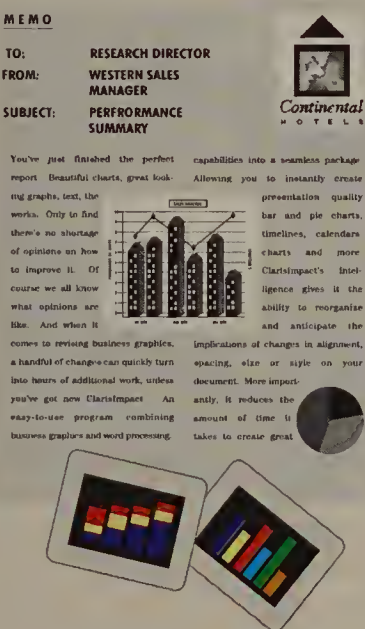 MEMO
TO: RESEARCH DIRECTOR
FROM: WESTERN SALES
MANAGER
SUBJECT: PERFRORMANCE
SUMMARY
Continental
HOTELS
You've just finished the perfect
report Beautiful charts, great look-
ing graphs, text, the
works. Only to find
there's no shortage
of opinions on how
to improve it. Of
course we all know
what opinions are
like. And when it
comes to revising business graphics,
a handful of changes can quickly turn
into hours of additional work, unless
you've got new ClarisImpact An
easy-to-use program combining
business graphics and word processing
capabilities into a seamless package
Allowing you to instantly create
presentation quality
bar and pie charts,
timelines, calendars
charts and more
ClarisImpact's intel-
ligence gives it the
ability to reorganize
and anticipate the
implications of changes in alignment,
spacing, size or style on your
document. More import-
antly, it reduces the
amount of time it
takes to create great